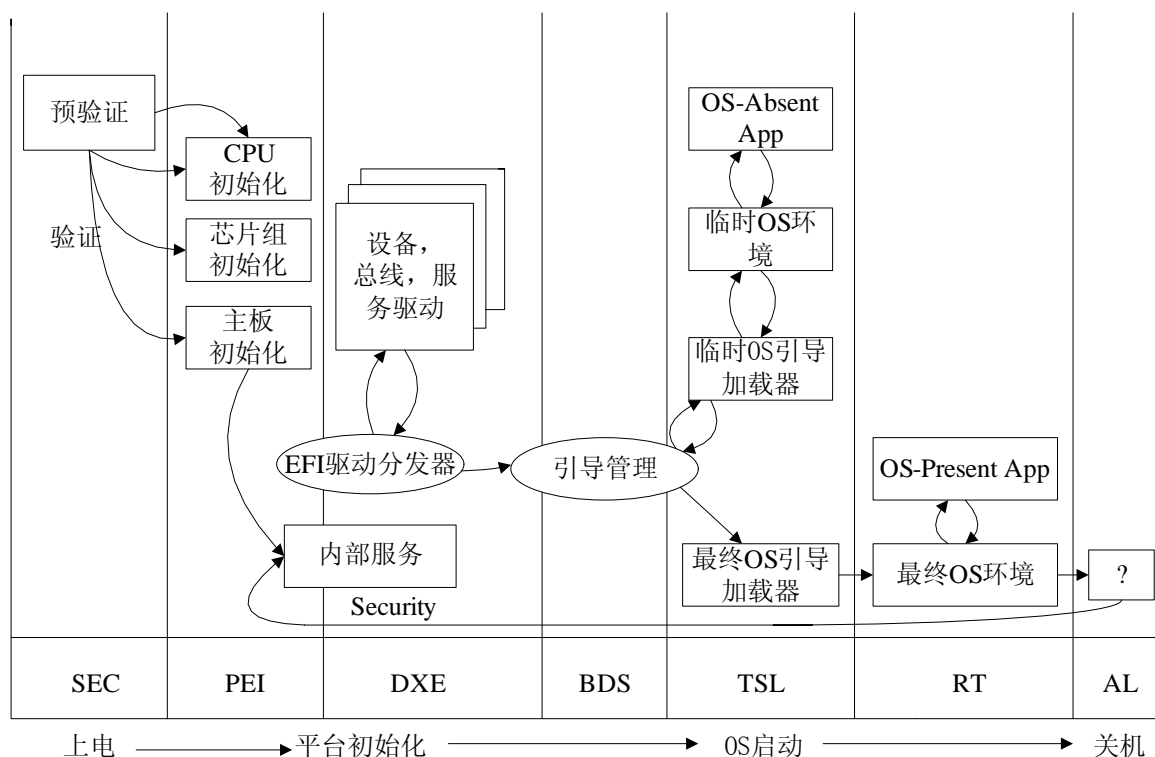 预验证
验证
CPU
初始化
芯片组
初始化
主板
初始化
设备，
总线，服
务驱动
EFI驱动分发器
内部服务
Security
引导管理
OS-Absent
App
临时OS环
境
临时OS引导
加载器
最终OS引导
加载器
OS-Present App
最终OS环境
?
SEC
PEI
DXE
BDS
TSL
RT
AL
上电
平台初始化
OS启动
关机